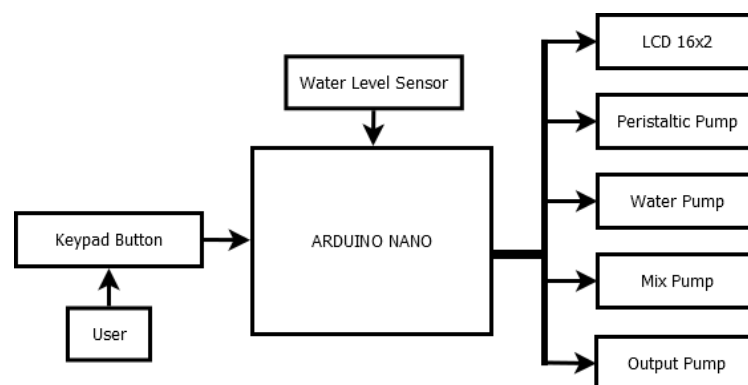 LCD 16x2
Water Level Sensor
Peristaltic Pump
Water Pump
Keypad Button
ARDUINO NANO
Mix Pump
User
Output Pump